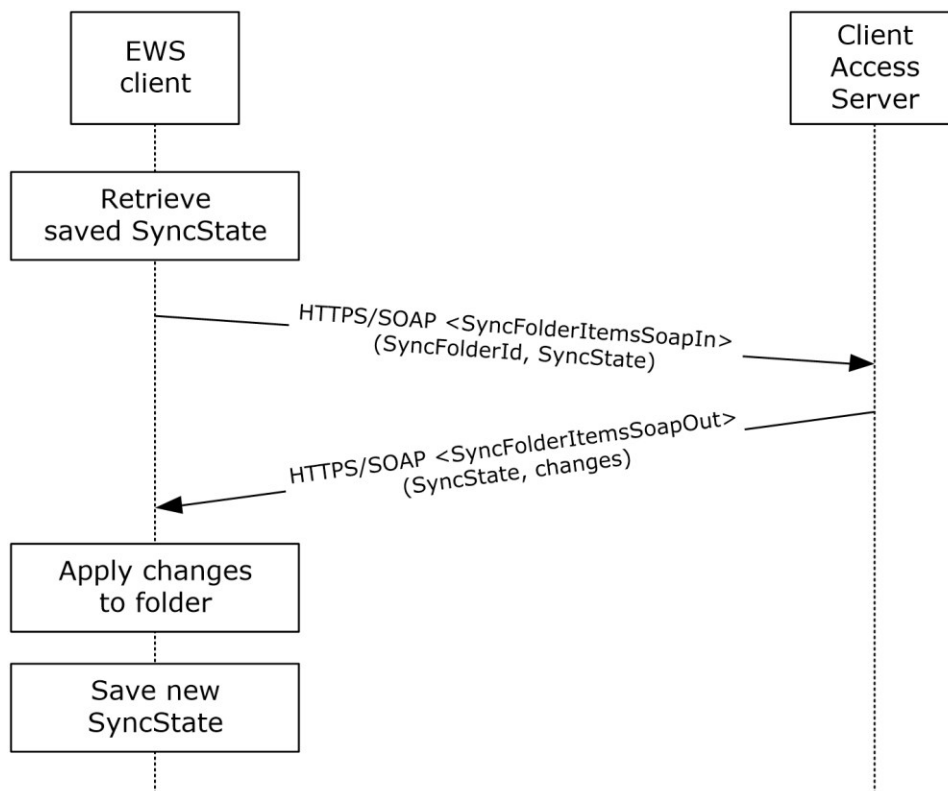 EWS
client
Client
Access
Server
Retrieve
saved SyncState
HTTPS/SOAP <SyncFolderItemsSoapIn>
(SyncFolderId, SyncState)
HTTPS/SOAP <SyncFolderItemsSoapOut>
(SyncState, changes)
Apply changes
to folder
Save new
SyncState